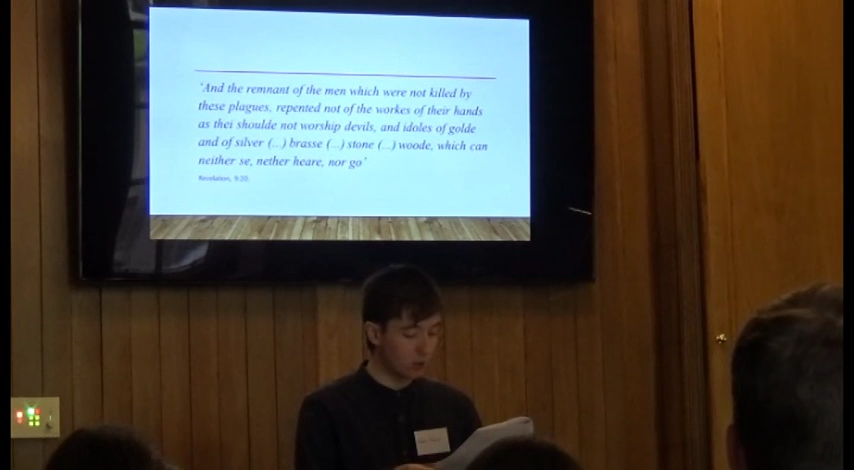 'And the remnant of the men which were not killed by
these plagues, repented not of the workes of their hands
as thei shoulde not worship devils, and idoles of golde
and of silver (...) brasse (...) stone (...) woode, which can
neither se, nether heare, nor go'
Revelation, 9:20.